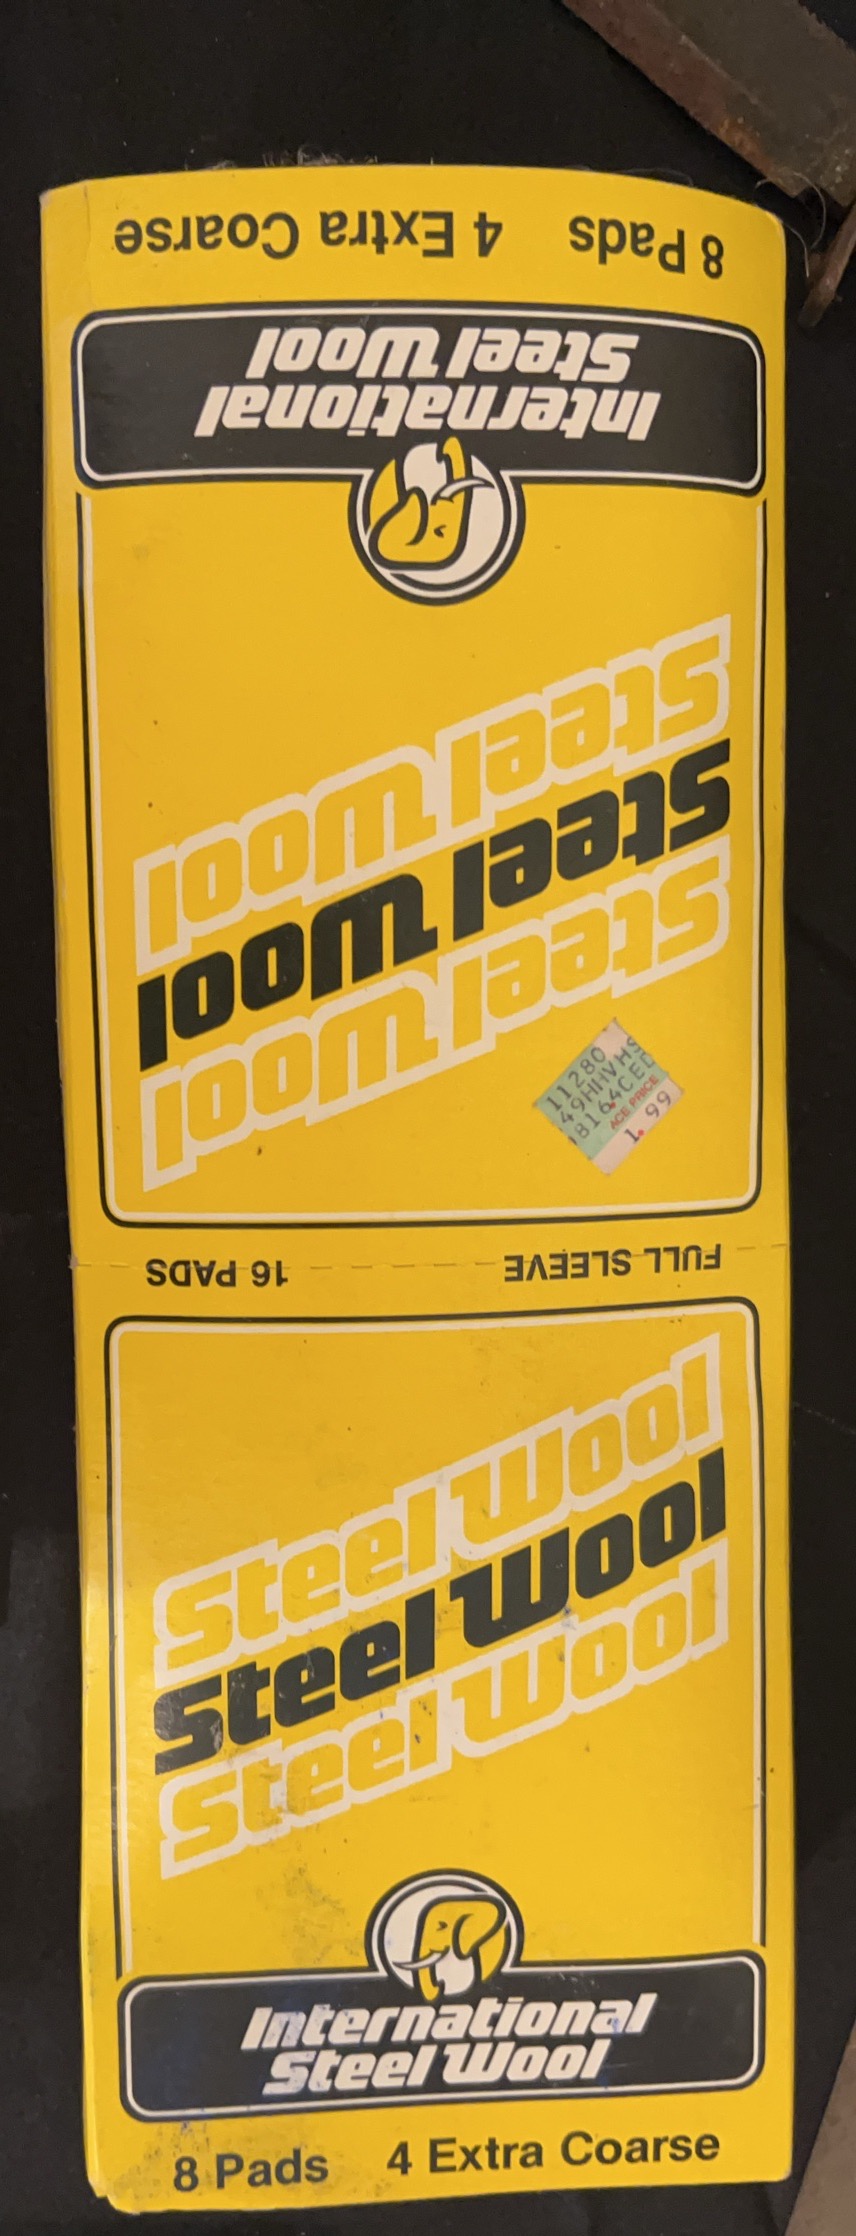 8 Pads 4 Extra Coarse
International
Steel Wool
Steel Wool
Steel Wool
Steel Wool
11280
49HHVHS
8164CED
ACE PRICE
1.99
FULL SLEEVE 16 PADS
Steel Wool
Steel Wool
Steel Wool
International
Steel Wool
8 Pads 4 Extra Coarse